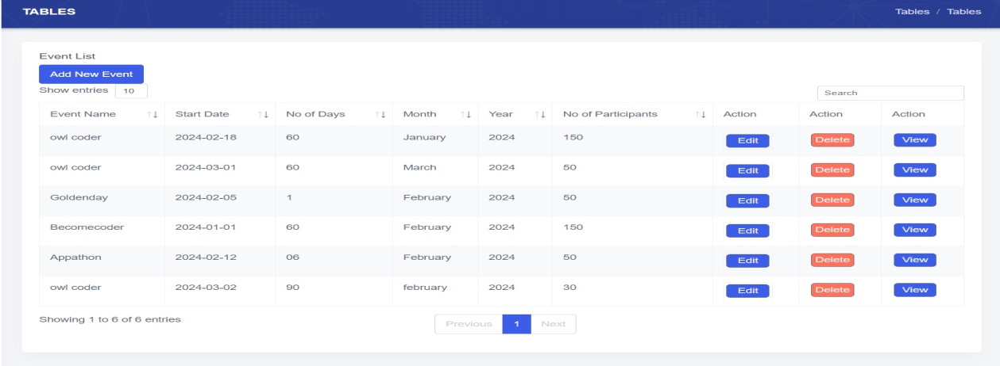 TABLES Tables / Tables
Event List
Add New Event
Show entries 10 Search
Event Name ↑↓ Start Date ↑↓ No of Days ↑↓ Month ↑↓ Year ↑↓ No of Participants ↑↓ Action Action Action
owl coder 2024-02-18 60 January 2024 150 Edit Delete View
owl coder 2024-03-01 60 March 2024 50 Edit Delete View
Goldenday 2024-02-05 1 February 2024 50 Edit Delete View
Becomecoder 2024-01-01 60 February 2024 150 Edit Delete View
Appathon 2024-02-12 06 February 2024 50 Edit Delete View
owl coder 2024-03-02 90 february 2024 30 Edit Delete View
Showing 1 to 6 of 6 entries Previous 1 Next